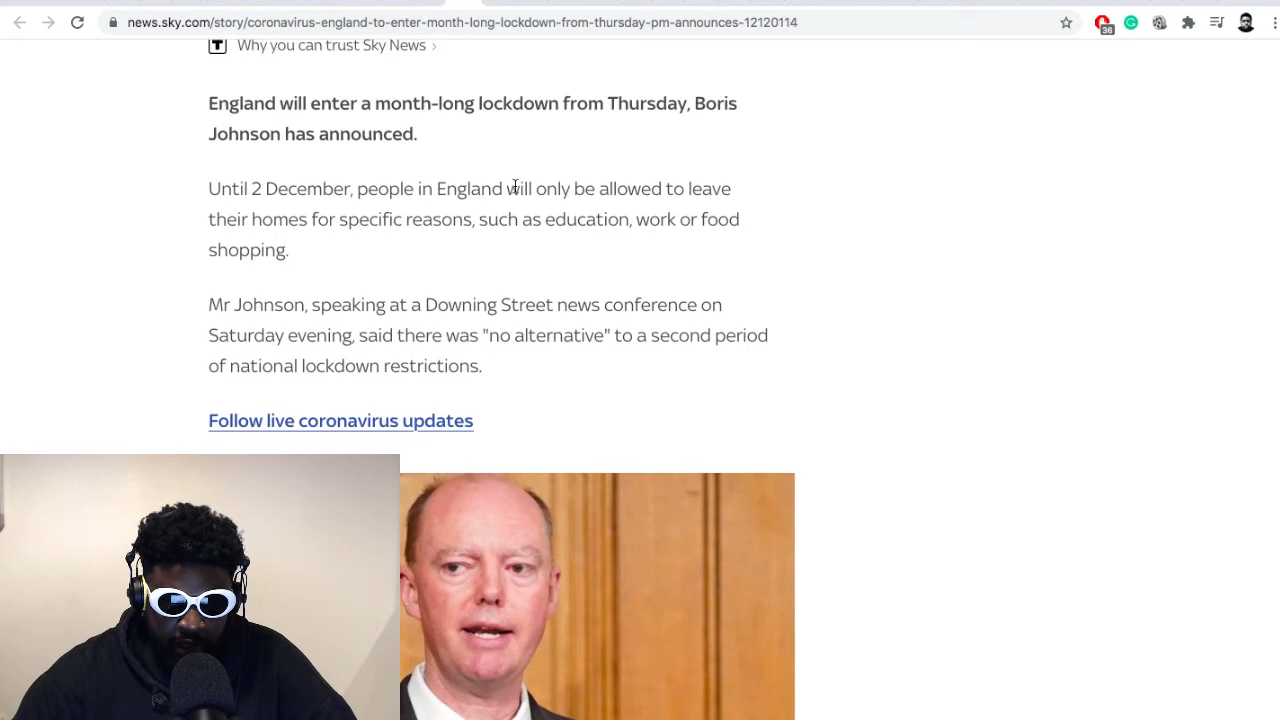 news.sky.com/story/coronavirus-england-to-enter-month-long-lockdown-from-thursday-pm-announces-12120114
36
T Why you can trust Sky News >
England will enter a month-long lockdown from Thursday, Boris
Johnson has announced.
Until 2 December, people in England will only be allowed to leave
their homes for specific reasons, such as education, work or food
shopping.
Mr Johnson, speaking at a Downing Street news conference on
Saturday evening, said there was "no alternative" to a second period
of national lockdown restrictions.
Follow live coronavirus updates